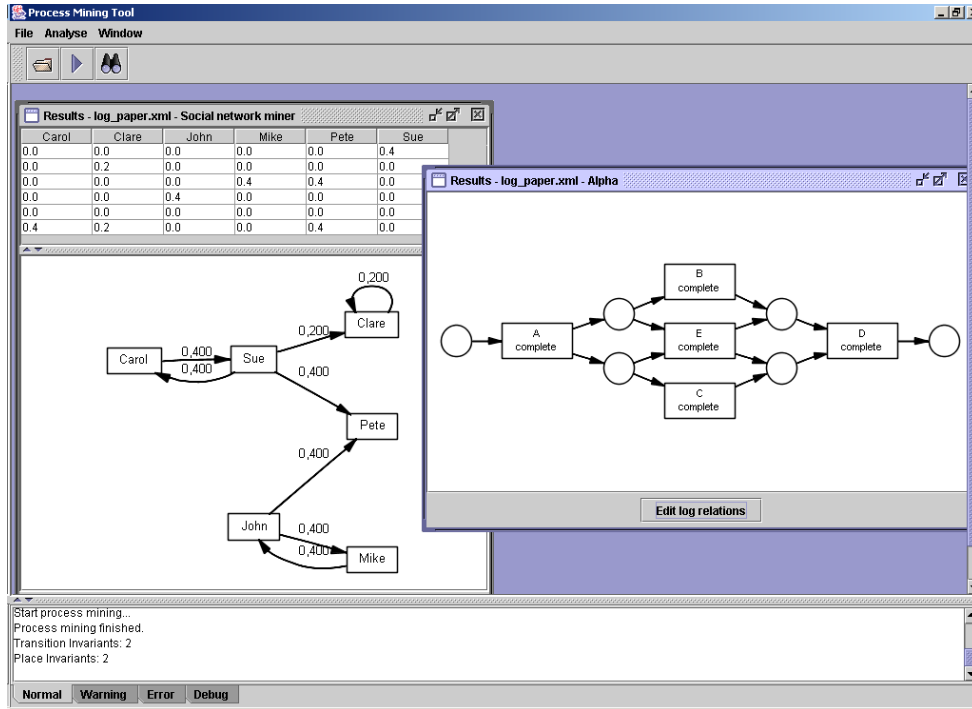 Process Mining Tool
File Analyse Window
Results - log_paper.xml - Social network miner
Carol Clare John Mike Pete Sue
0.0 0.0 0.0 0.0 0.0 0.4
0.0 0.2 0.0 0.0 0.0 0.0
0.0 0.0 0.0 0.4 0.4 0.0
0.0 0.0 0.4 0.0 0.0 0.0
0.0 0.0 0.0 0.0 0.0 0.0
0.4 0.2 0.0 0.0 0.4 0.0
0,200
Clare
0,200
Carol
0,400
0,400
Sue
0,400
Pete
0,400
John
0,400
0,400
Mike
Results - log_paper.xml - Alpha
B
complete
A
complete
E
complete
D
complete
C
complete
Edit log relations
Start process mining...
Process mining finished.
Transition Invariants: 2
Place Invariants: 2
Normal Warning Error Debug